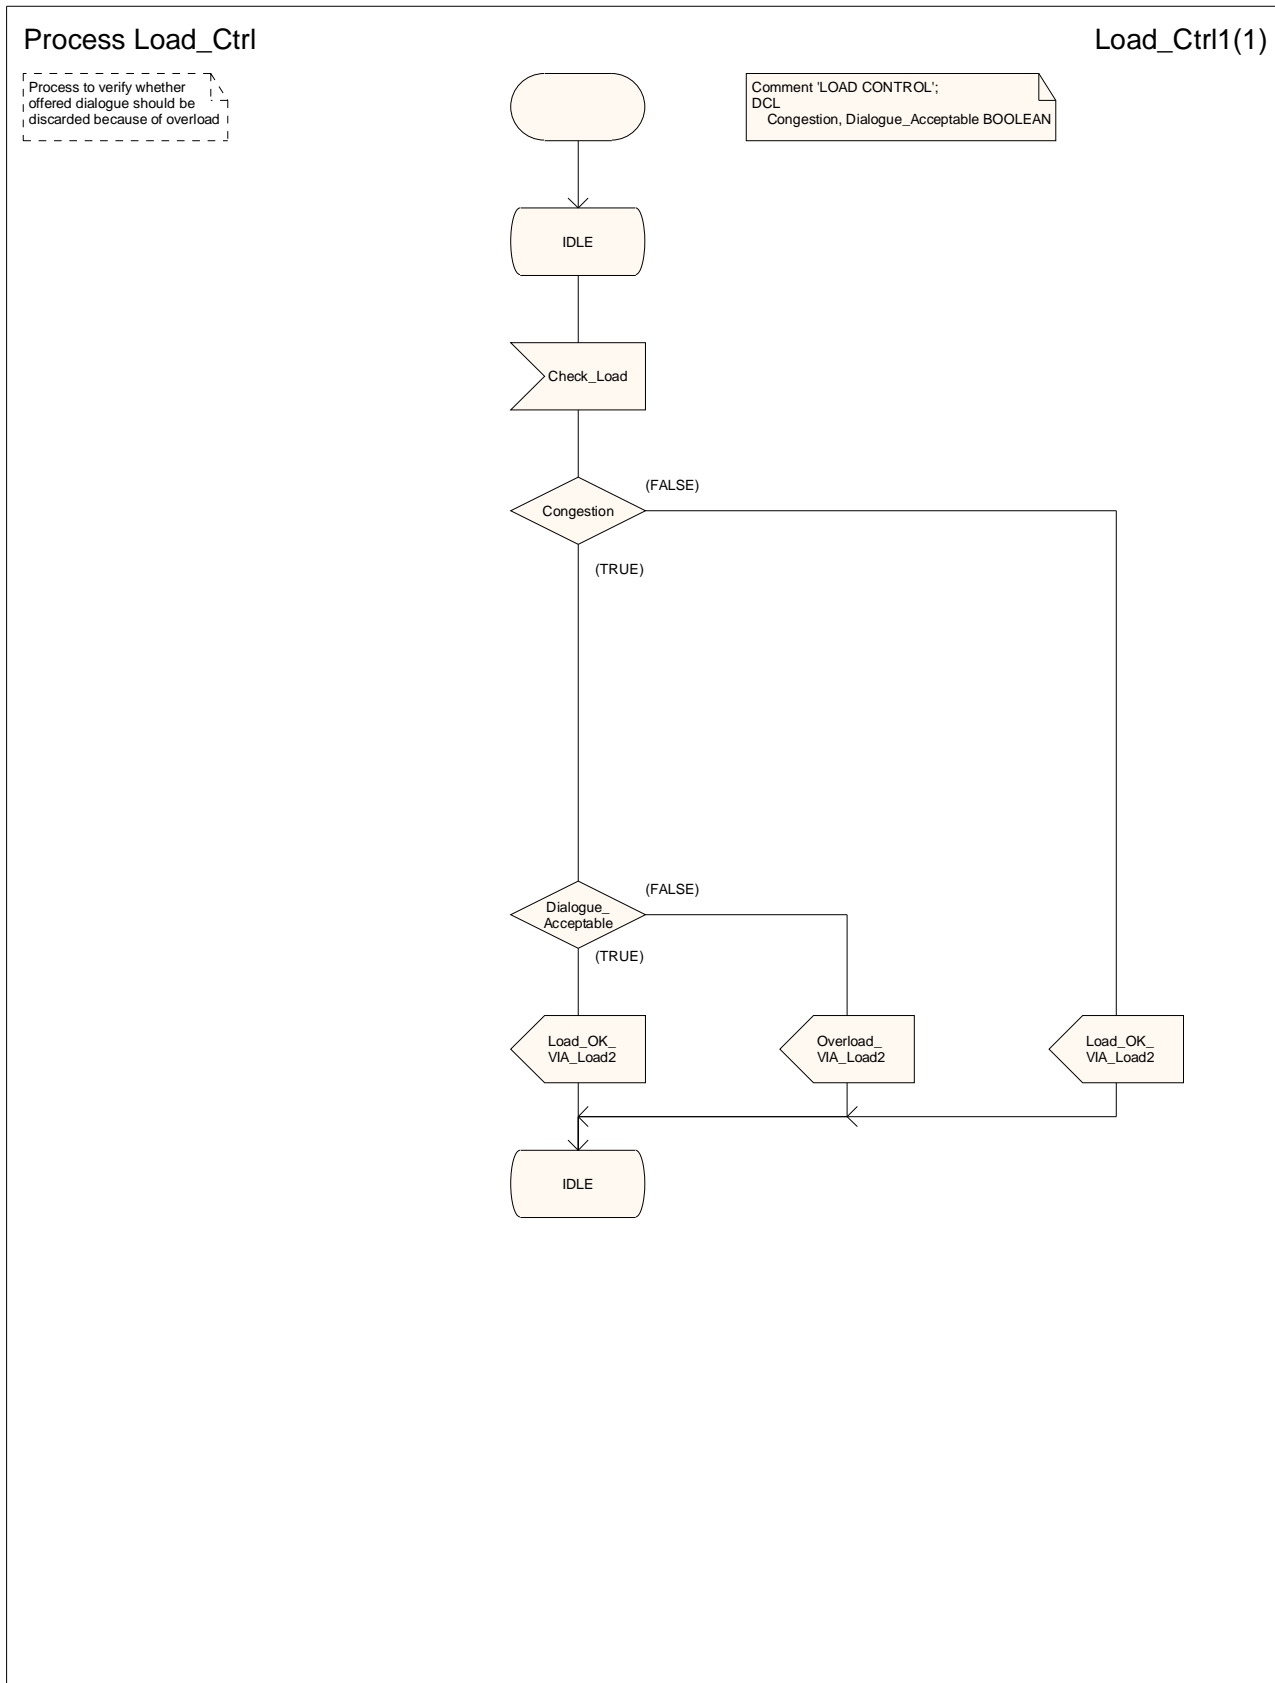 Process Load_Ctrl
Load_Ctrl1(1)
Process to verify whether
offered dialogue should be
discarded because of overload
Comment 'LOAD CONTROL';
DCL
Congestion, Dialogue_Acceptable BOOLEAN
IDLE
Check_Load
Congestion
(FALSE)
(TRUE)
Dialogue_
Acceptable
(FALSE)
(TRUE)
Load_OK_
VIA_Load2
Overload_
VIA_Load2
Load_OK_
VIA_Load2
IDLE